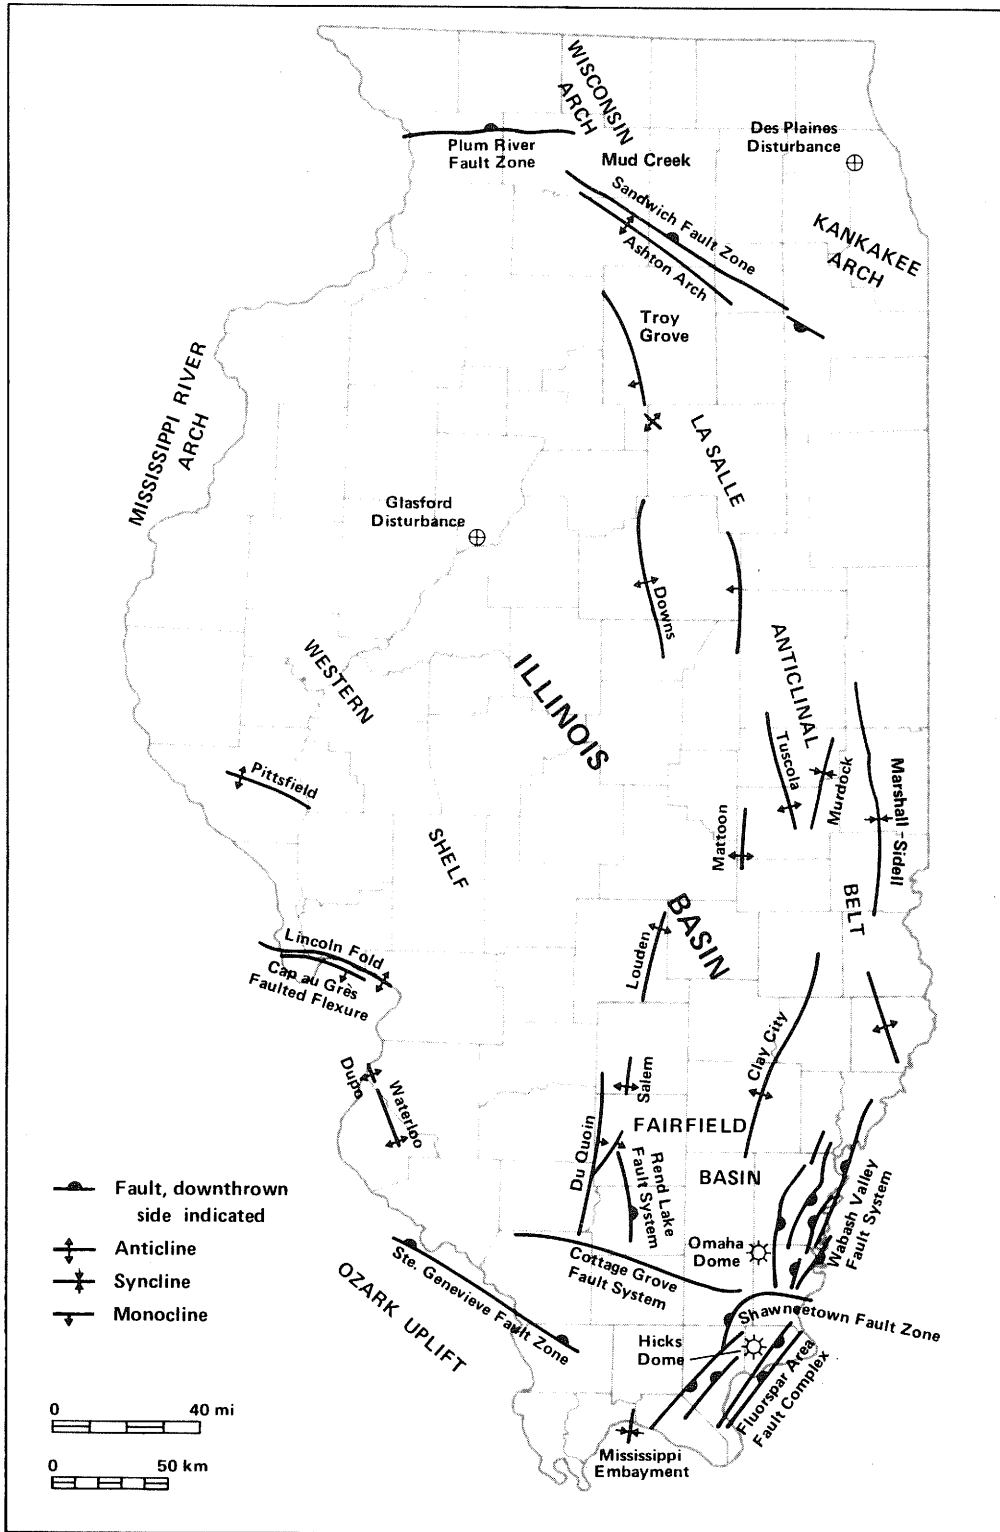 WISCONSIN
ARCH
Plum River
Fault Zone
Mud Creek
Des Plaines
Disturbance
Sandwich Fault Zone
Ashton Arch
KANKAKEE
ARCH
Troy
Grove
MISSISSIPPI RIVER
ARCH
LA SALLE
Glasford
Disturbance
Downs
WESTERN
ILLINOIS
ANTICLINAL
Tuscola
Murdock
Marshall - Sidell
Pittsfield
Mattoon
SHELF
BASIN
BELT
Louden
Lincoln Fold
Cap au Grès
Faulted Flexure
Clay City
Dupo
Waterloo
Salem
FAIRFIELD
BASIN
Du Quoin
Rend Lake
Fault System
Wabash Valley
Fault System
Omaha
Dome
Cottage Grove
Fault System
Ste. Genevieve Fault Zone
OZARK UPLIFT
Shawneetown Fault Zone
Hicks
Dome
Fluorspar Area
Fault Complex
Mississippi
Embayment
Fault, downthrown
side indicated
Anticline
Syncline
Monocline
0 40 mi
0 50 km